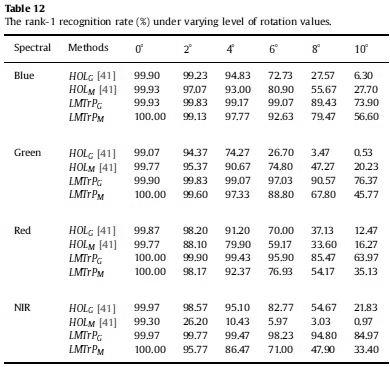 Table 12
The rank-1 recognition rate (%) under varying level of rotation values.
Spectral Methods 0° 2° 4° 6° 8° 10°
Blue HOL_G [41] 99.90 99.23 94.83 72.73 27.57 6.30
HOL_M [41] 99.93 97.07 93.00 80.90 55.67 27.70
LMTrP_G 99.93 99.83 99.17 99.07 89.43 73.90
LMTrP_M 100.00 99.13 97.77 92.63 79.47 56.60
Green HOL_G [41] 99.07 94.37 74.27 26.70 3.47 0.53
HOL_M [41] 99.77 95.37 90.67 74.80 47.27 20.23
LMTrP_G 99.90 99.83 99.07 97.03 90.57 76.37
LMTrP_M 100.00 99.60 97.33 88.80 67.80 45.77
Red HOL_G [41] 99.87 98.20 91.20 70.00 37.13 12.47
HOL_M [41] 99.77 88.10 79.90 59.17 33.60 16.27
LMTrP_G 100.00 99.90 99.43 95.90 85.47 63.97
LMTrP_M 100.00 98.17 92.37 76.93 54.17 35.13
NIR HOL_G [41] 99.97 98.57 95.10 82.77 54.67 21.83
HOL_M [41] 99.30 26.20 10.43 5.97 3.03 0.97
LMTrP_G 99.97 99.77 99.47 98.23 94.80 84.97
LMTrP_M 100.00 95.77 86.47 71.00 47.90 33.40